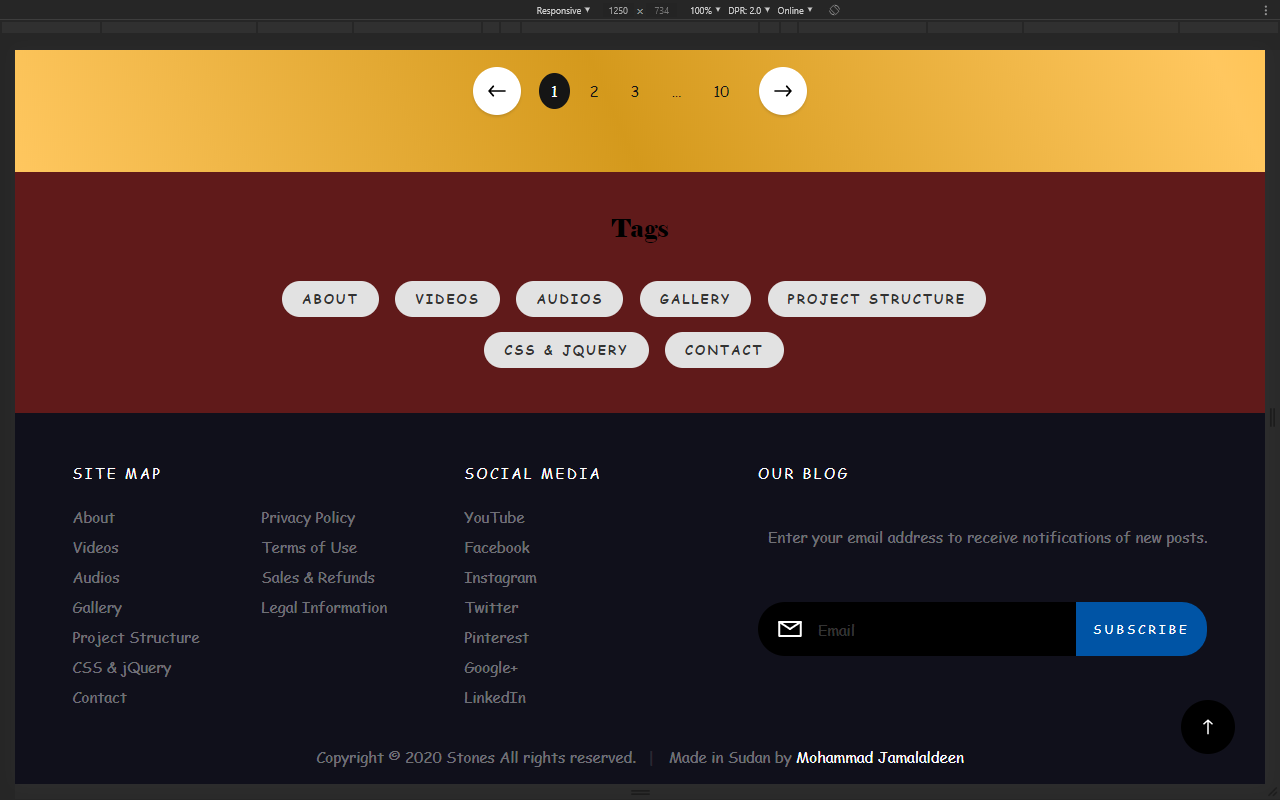 Responsive ▼ 1250 × 734 100% ▼ DPR: 2.0 ▼ Online ▼
← 1 2 3 ... 10 →
Tags
ABOUT VIDEOS AUDIOS GALLERY PROJECT STRUCTURE
CSS & JQUERY CONTACT
SITE MAP
About
Videos
Audios
Gallery
Project Structure
CSS & jQuery
Contact
Privacy Policy
Terms of Use
Sales & Refunds
Legal Information
SOCIAL MEDIA
YouTube
Facebook
Instagram
Twitter
Pinterest
Google+
LinkedIn
OUR BLOG
Enter your email address to receive notifications of new posts.
Email SUBSCRIBE
Copyright © 2020 Stones All rights reserved. | Made in Sudan by Mohammad Jamalaldeen